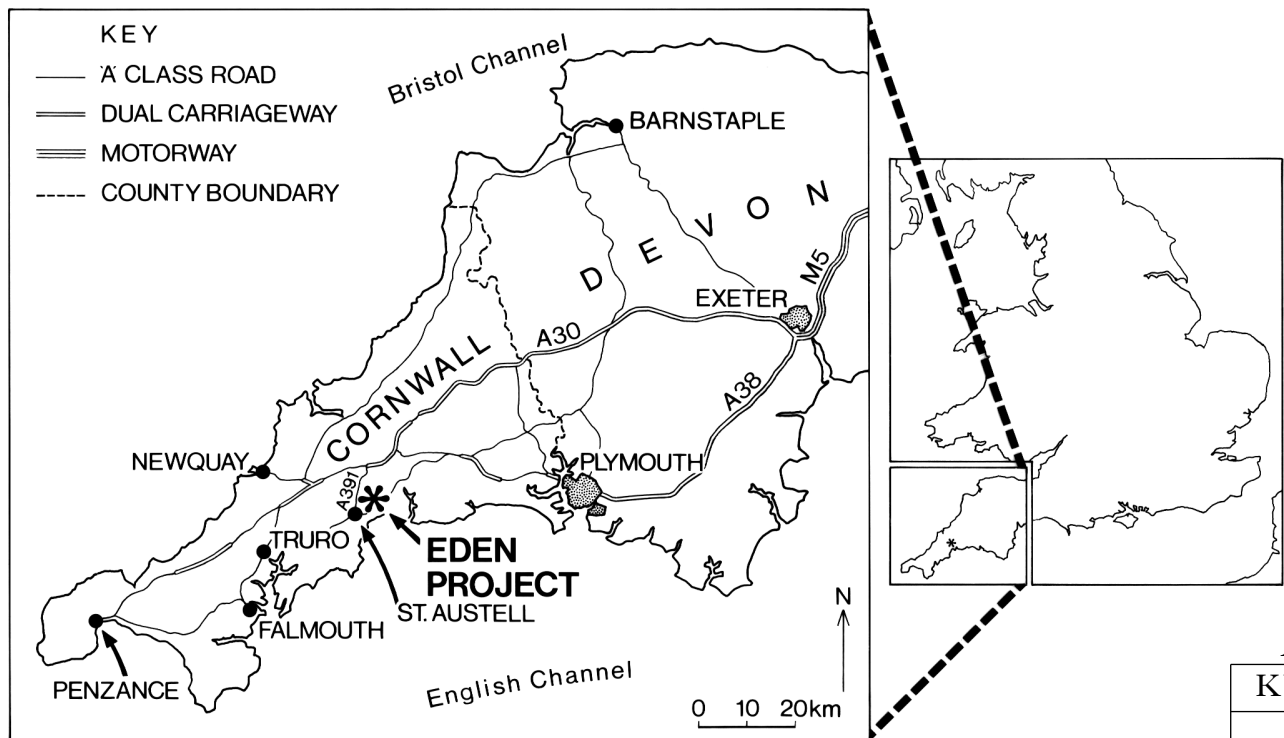 KEY
'A' CLASS ROAD
DUAL CARRIAGEWAY
MOTORWAY
COUNTY BOUNDARY
Bristol Channel
BARNSTAPLE
DEVON
M5
EXETER
A30
CORNWALL
A38
NEWQUAY
PLYMOUTH
A391
TRURO
EDEN
PROJECT
ST. AUSTELL
FALMOUTH
N
PENZANCE
English Channel
0 10 20km
K